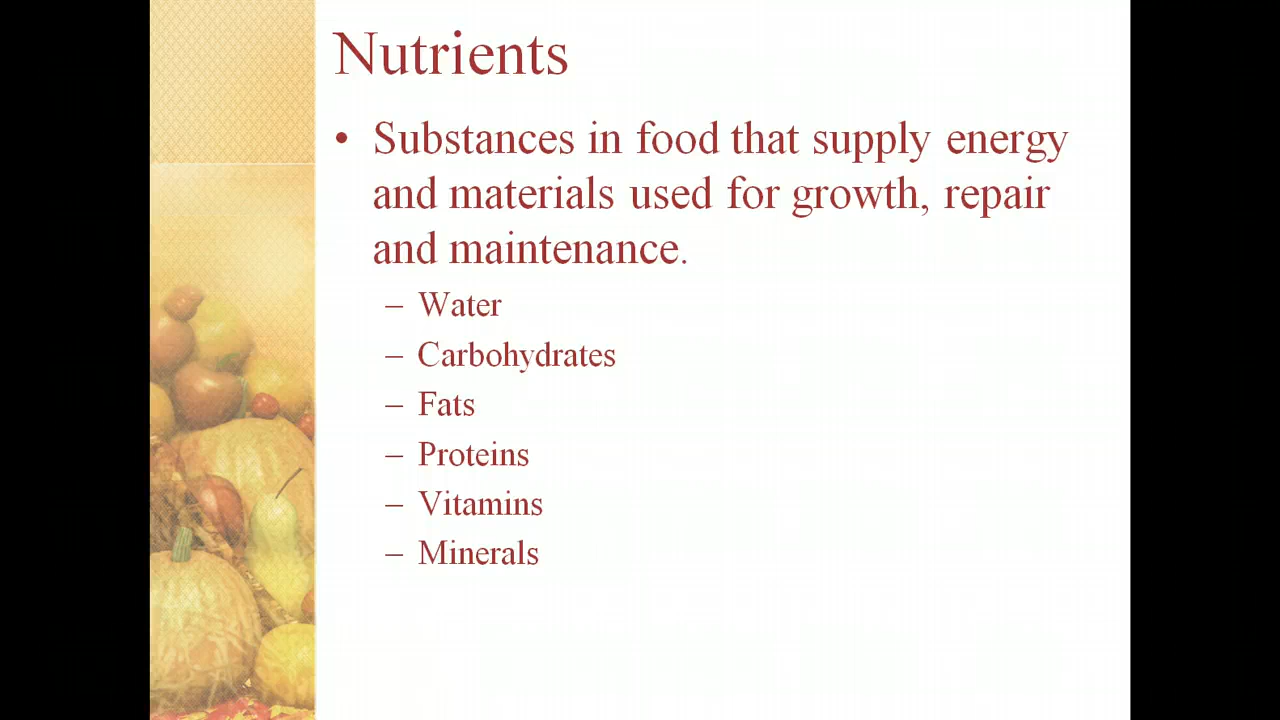 Nutrients
• Substances in food that supply energy
and materials used for growth, repair
and maintenance.
– Water
– Carbohydrates
– Fats
– Proteins
– Vitamins
– Minerals